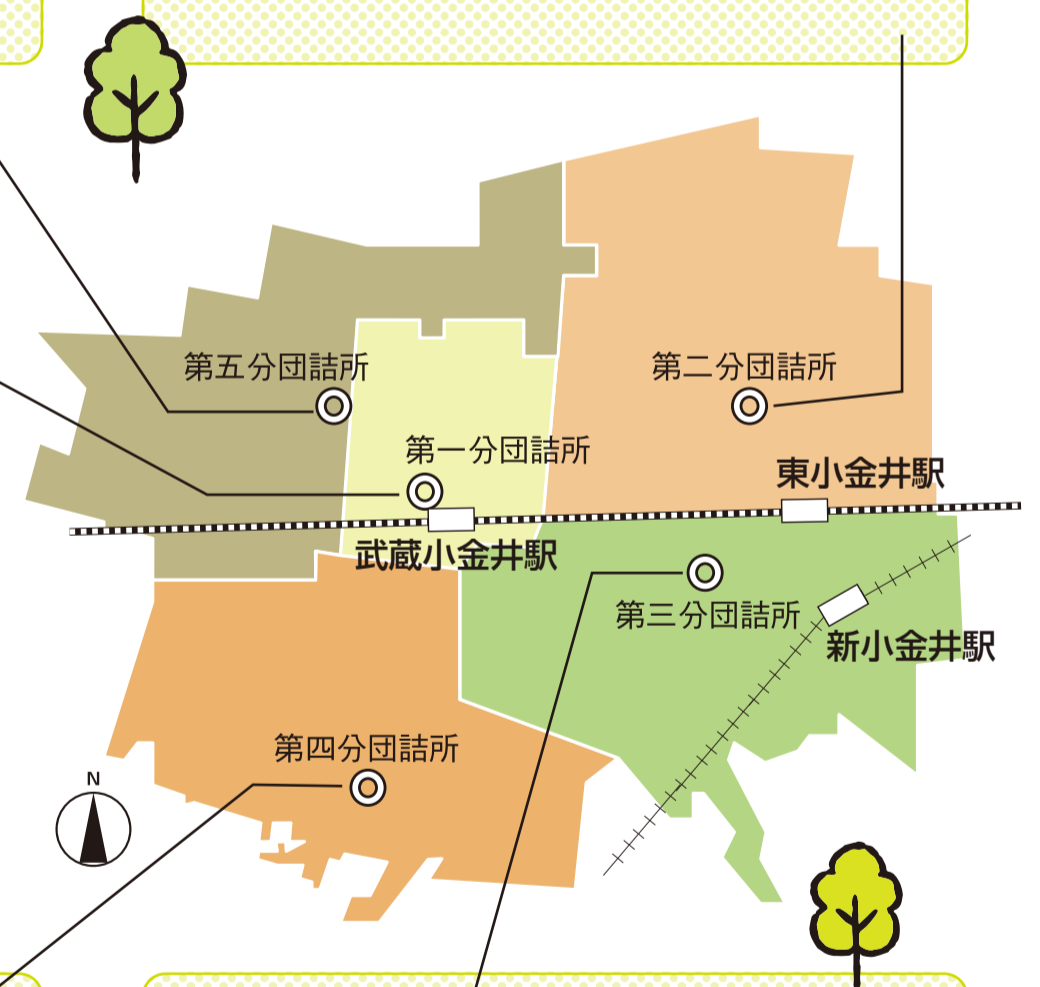 第五分団詰所
第二分団詰所
第一分団詰所
東小金井駅
武蔵小金井駅
第三分団詰所
新小金井駅
第四分団詰所
N